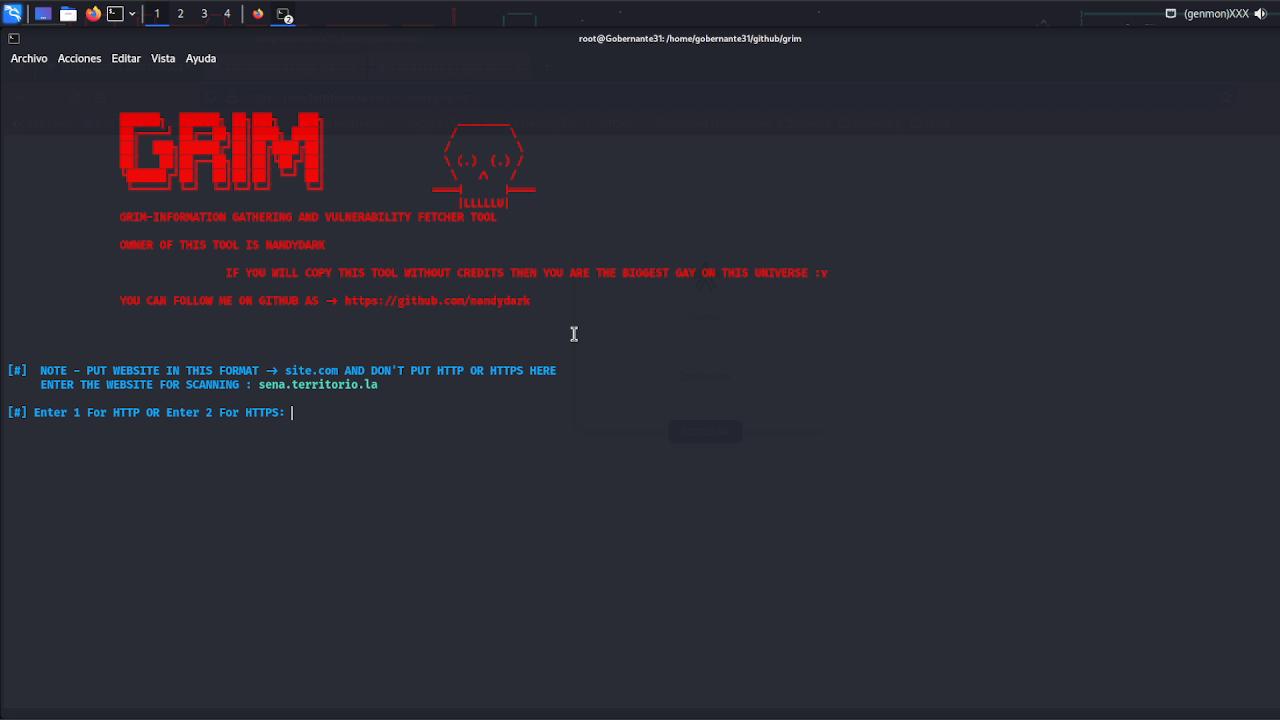 1 2 3 4
2
(genmon)XXX
root@Gobernante31: /home/gobernante31/github/grim
Archivo Acciones Editar Vista Ayuda
GRIM
(.) (.)
|LLLLLU|
GRIM-INFORMATION GATHERING AND VULNERABILITY FETCHER TOOL
OWNER OF THIS TOOL IS NANDYDARK
IF YOU WILL COPY THIS TOOL WITHOUT CREDITS THEN YOU ARE THE BIGGEST GAY ON THIS UNIVERSE :v
YOU CAN FOLLOW ME ON GITHUB AS → https://github.com/nandydark
[#] NOTE - PUT WEBSITE IN THIS FORMAT → site.com AND DON'T PUT HTTP OR HTTPS HERE
ENTER THE WEBSITE FOR SCANNING : sena.territorio.la
[#] Enter 1 For HTTP OR Enter 2 For HTTPS: